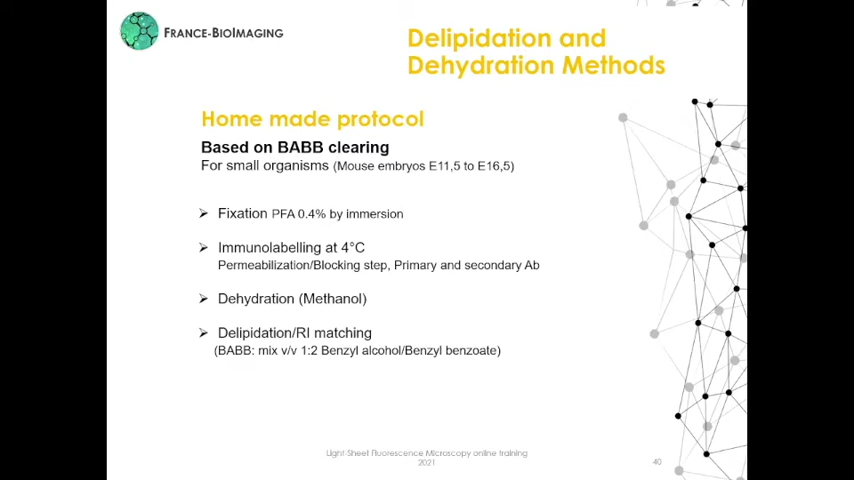 FRANCE-BIOIMAGING
Delipidation and
Dehydration Methods
Home made protocol
Based on BABB clearing
For small organisms (Mouse embryos E11,5 to E16,5)
➢ Fixation PFA 0.4% by immersion
➢ Immunolabelling at 4°C
Permeabilization/Blocking step, Primary and secondary Ab
➢ Dehydration (Methanol)
➢ Delipidation/RI matching
(BABB: mix v/v 1:2 Benzyl alcohol/Benzyl benzoate)
Light-Sheet Fluorescence Microscopy online training
2021
40